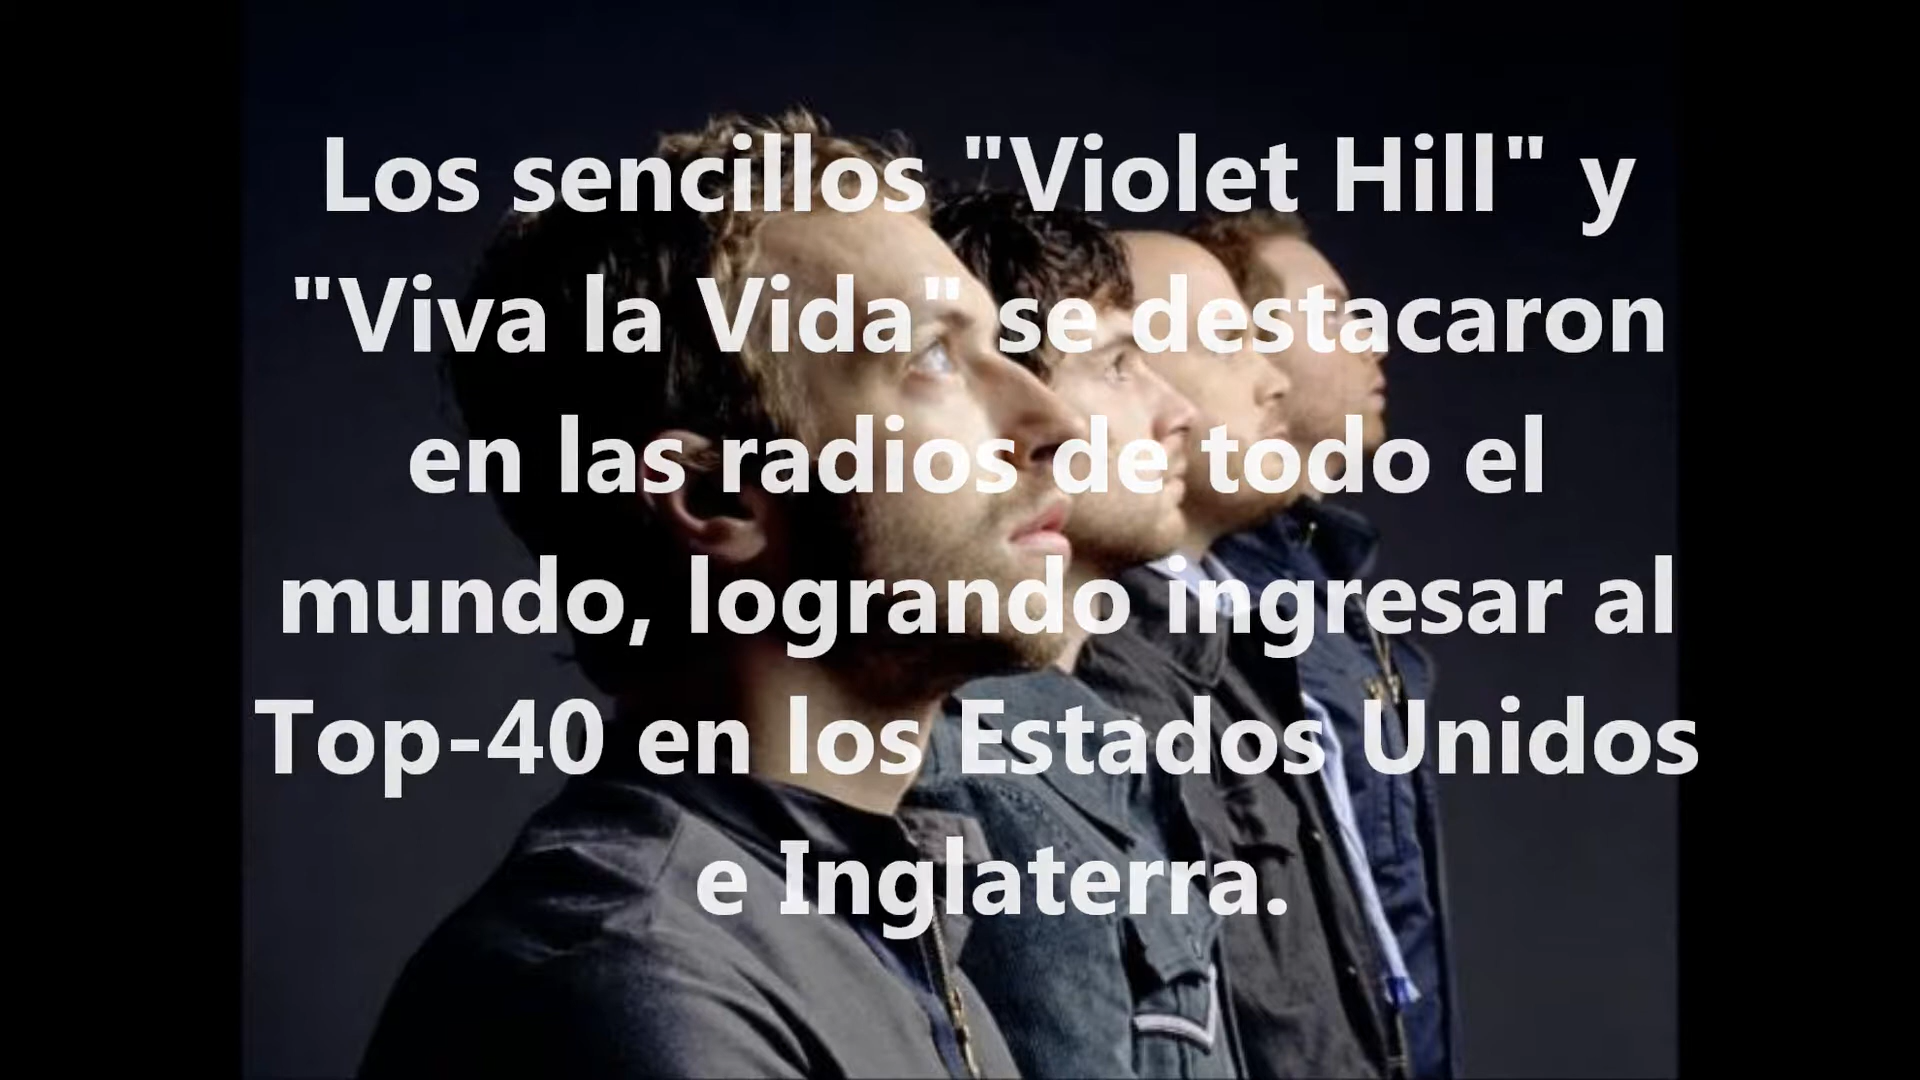 Los sencillos "Violet Hill" y
"Viva la Vida" se destacaron
en las radios de todo el
mundo, logrando ingresar al
Top-40 en los Estados Unidos
e Inglaterra.